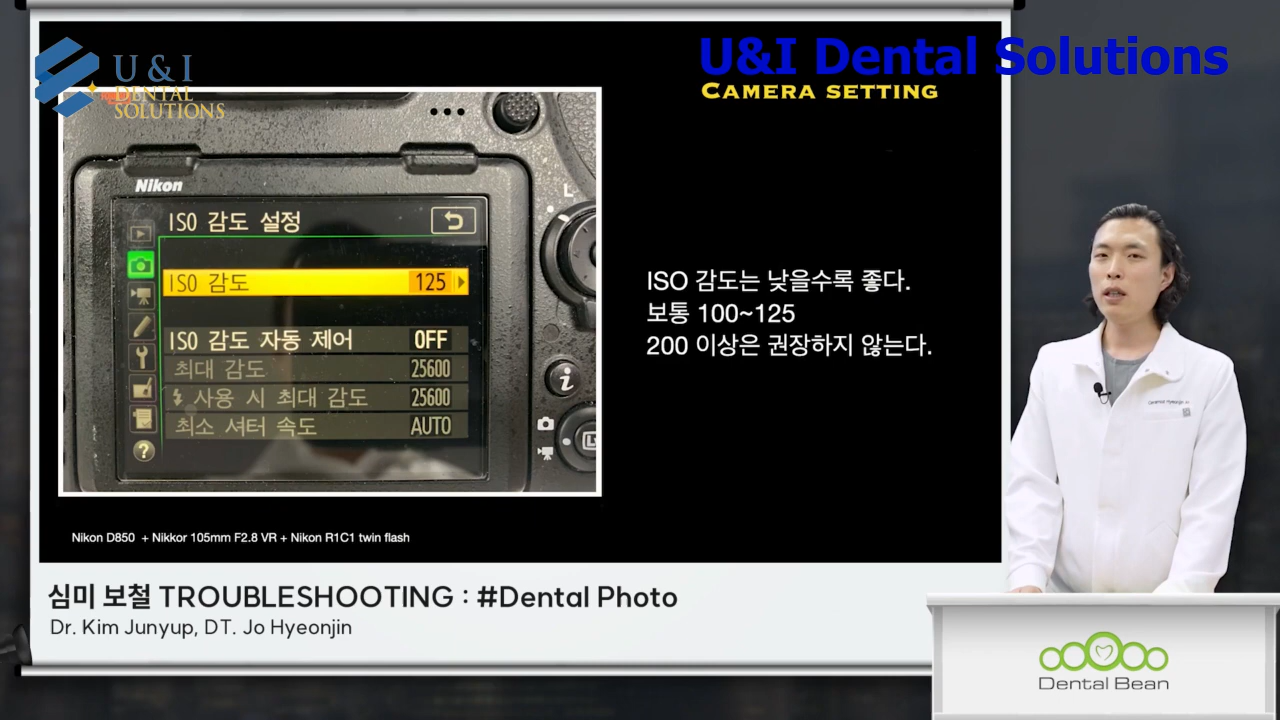 U&I Dental Solutions
U & I
DENTAL
SOLUTIONS
CAMERA SETTING
Nikon
L
ISO 감도 설정
ISO 감도 125
ISO 감도 자동 제어 OFF
최대 감도 25600
사용 시 최대 감도 25600
최소 셔터 속도 AUTO
?
i
ISO 감도는 낮을수록 좋다.
보통 100~125
200 이상은 권장하지 않는다.
Nikon D850 + Nikkor 105mm F2.8 VR + Nikon R1C1 twin flash
심미 보철 TROUBLESHOOTING : #Dental Photo
Dr. Kim Junyup, DT. Jo Hyeonjin
Dental Bean